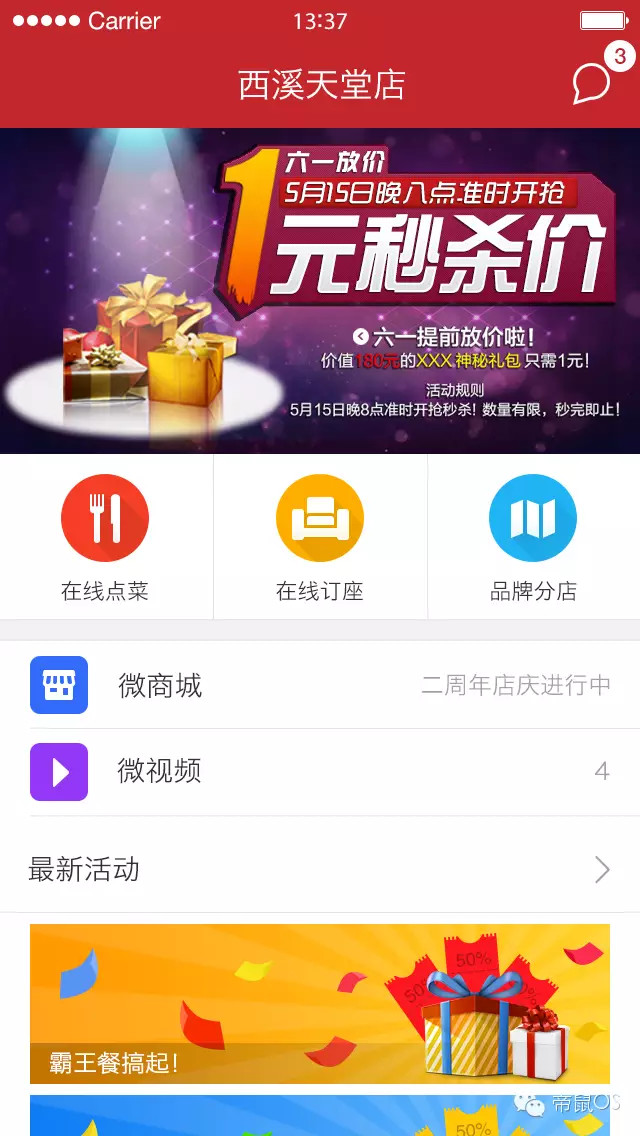 Carrier
13:37
西溪天堂店
3
六一放价
5月15日晚八点准时开抢
1元秒杀价
六一提前放价啦!
价值180元的XXX神秘礼包 只需1元!
活动规则
5月15日晚8点准时开抢秒杀! 数量有限，秒完即止!
在线点菜
在线订座
品牌分店
微商城
二周年店庆进行中
微视频
4
最新活动
50%
50%
50%
霸王餐搞起!
帝鼠OS
50%